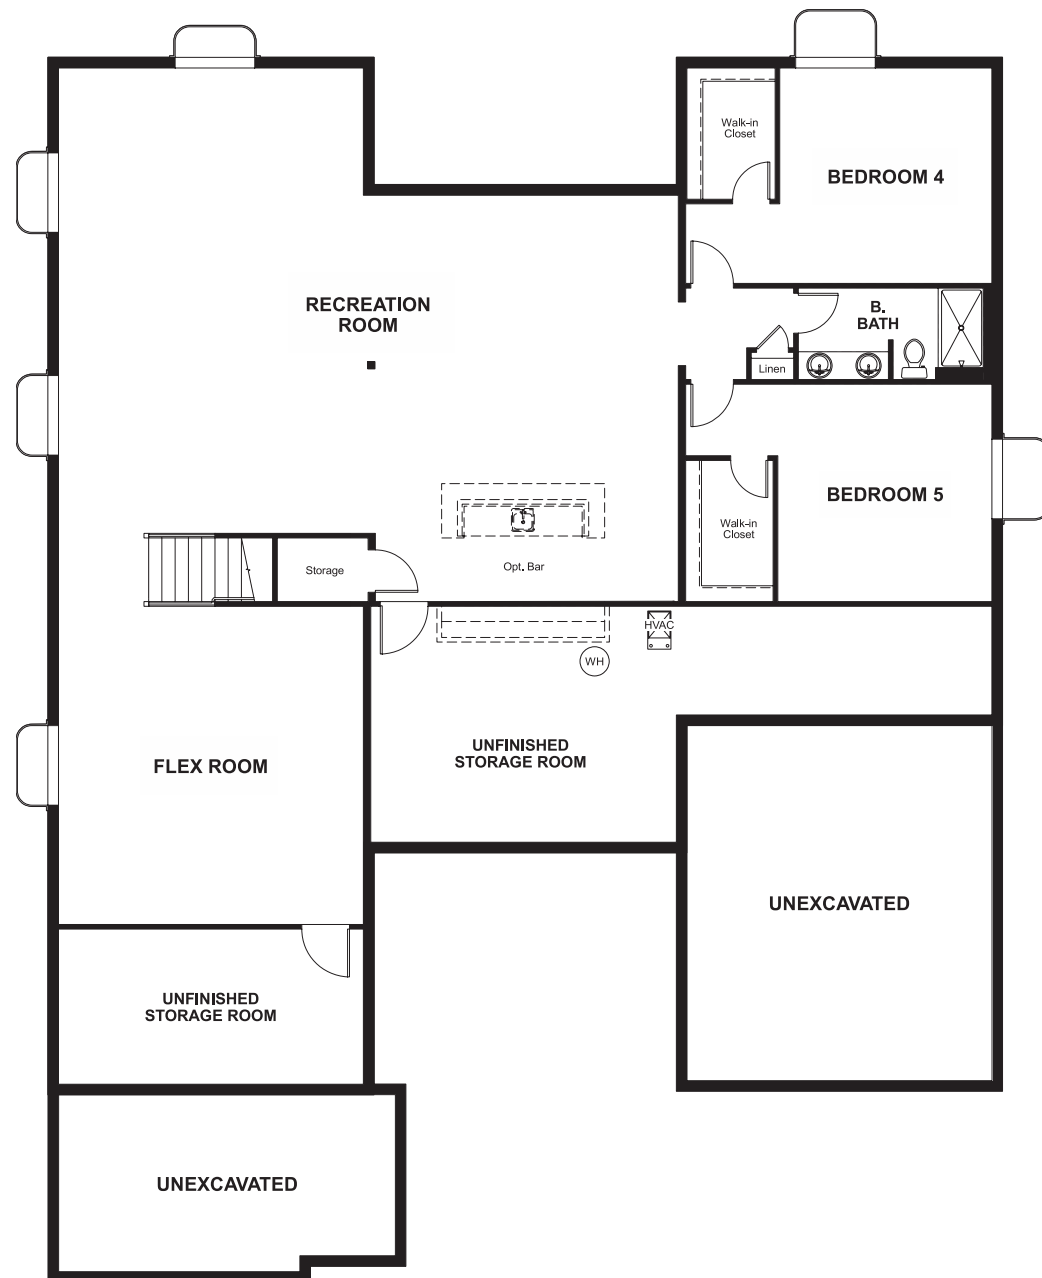 Walk-in
Closet
BEDROOM 4
RECREATION
ROOM
B.
BATH
Linen
BEDROOM 5
Walk-in
Closet
Storage
Opt. Bar
HVAC
WH
UNFINISHED
STORAGE ROOM
FLEX ROOM
UNEXCAVATED
UNFINISHED
STORAGE ROOM
UNEXCAVATED